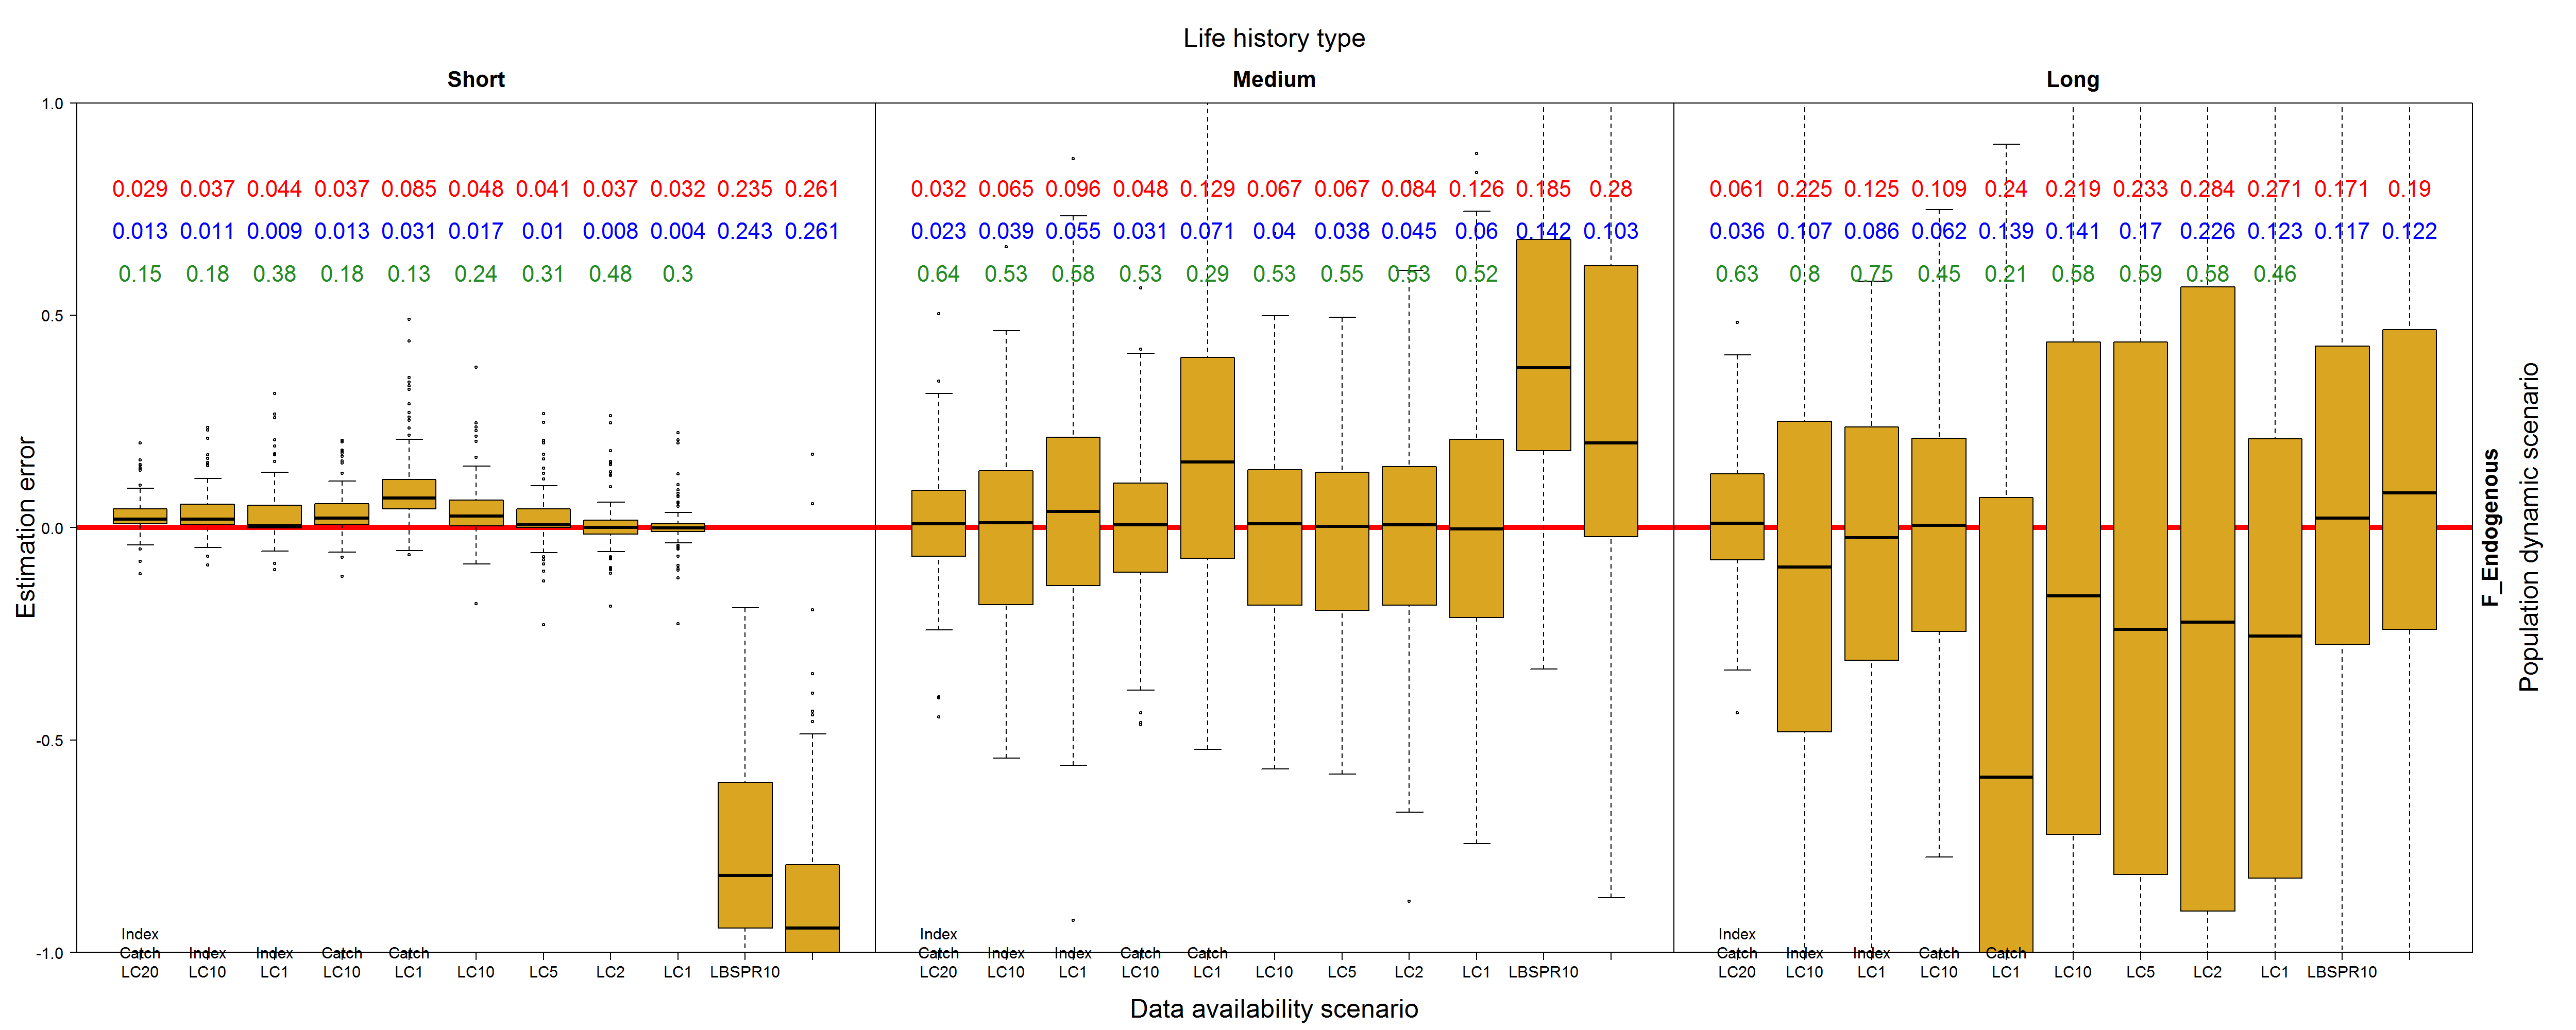 Life history type
Short Medium Long
1.0
0.029 0.037 0.044 0.037 0.085 0.048 0.041 0.037 0.032 0.235 0.261 0.032 0.065 0.096 0.048 0.129 0.067 0.067 0.084 0.126 0.185 0.28 0.061 0.225 0.125 0.109 0.24 0.219 0.233 0.284 0.271 0.171 0.19
0.013 0.011 0.009 0.013 0.031 0.017 0.01 0.008 0.004 0.243 0.261 0.023 0.039 0.055 0.031 0.071 0.04 0.038 0.045 0.06 0.142 0.103 0.036 0.107 0.086 0.062 0.139 0.141 0.17 0.226 0.123 0.117 0.122
0.15 0.18 0.38 0.18 0.13 0.24 0.31 0.48 0.3 0.64 0.53 0.58 0.53 0.29 0.53 0.55 0.53 0.52 0.63 0.8 0.75 0.45 0.21 0.58 0.59 0.58 0.46
0.5
0.0
-0.5
-1.0
Estimation error
F_Endogenous
Population dynamic scenario
Index Index Index
Catch Index Index Catch Catch Catch Index Index Catch Catch Catch Index Index Catch Catch
LC20 LC10 LC1 LC10 LC1 LC10 LC5 LC2 LC1 LBSPR10 LC20 LC10 LC1 LC10 LC1 LC10 LC5 LC2 LC1 LBSPR10 LC20 LC10 LC1 LC10 LC1 LC10 LC5 LC2 LC1 LBSPR10
Data availability scenario